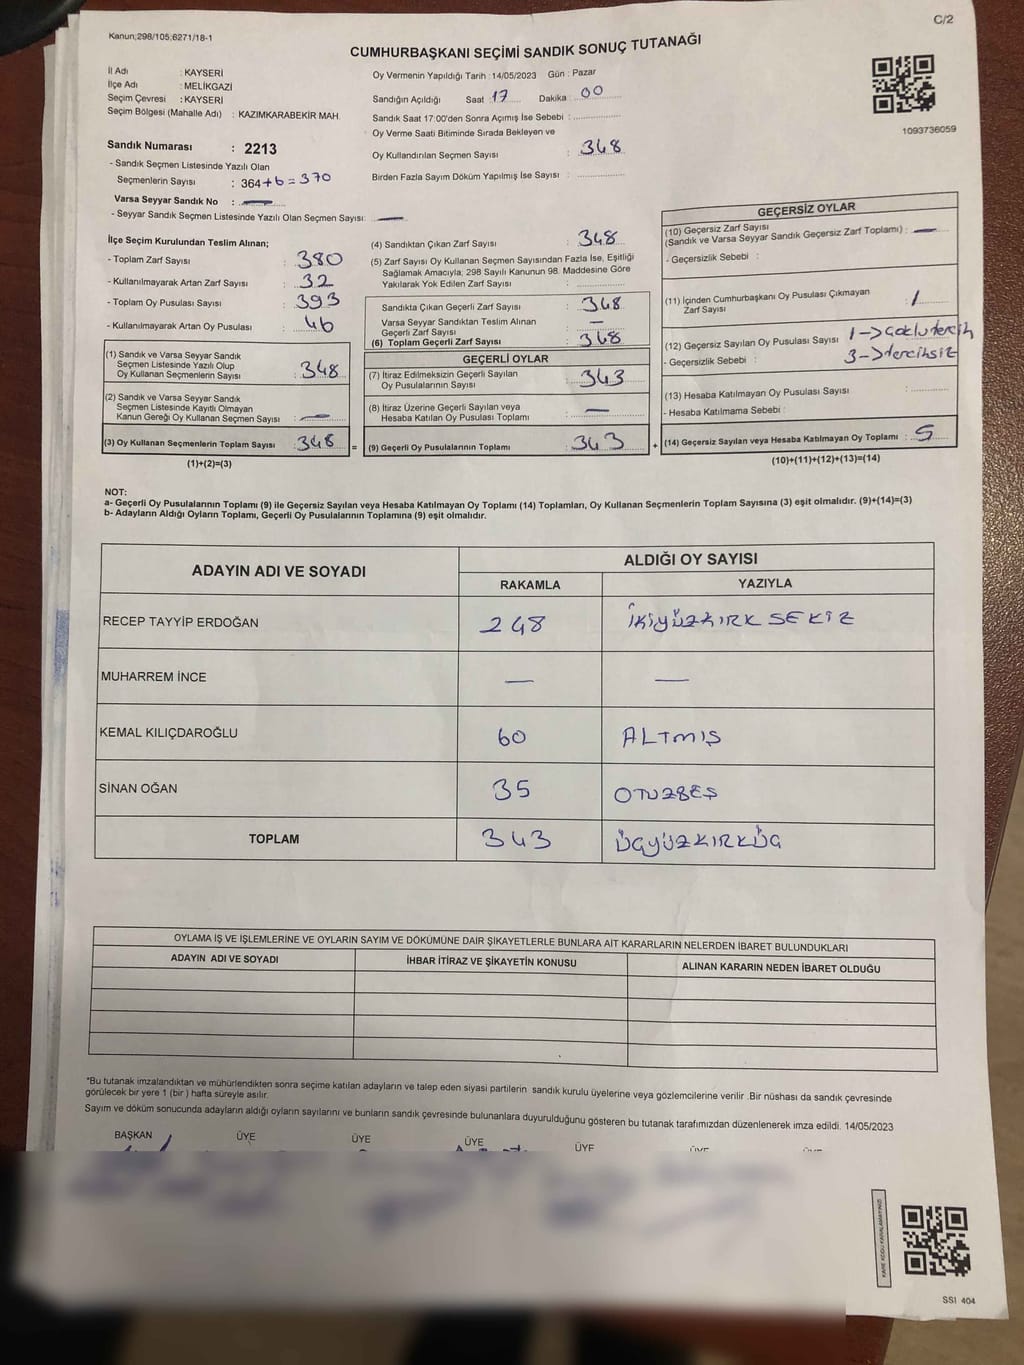 C/2
Kanun;298/105;6271/18-1
CUMHURBAŞKANI SEÇİMİ SANDIK SONUÇ TUTANAĞI
İl Adı : KAYSERİ
İlçe Adı : MELİKGAZİ
Seçim Çevresi : KAYSERİ
Seçim Bölgesi (Mahalle Adı) : KAZIMKARABEKİR MAH.
Sandık Numarası : 2213
- Sandık Seçmen Listesinde Yazılı Olan
Seçmenlerin Sayısı : 364+6=370
Varsa Seyyar Sandık No : —
- Seyyar Sandık Seçmen Listesinde Yazılı Olan Seçmen Sayısı: —
Oy Vermenin Yapıldığı Tarih : 14/05/2023 Gün : Pazar
Sandığın Açıldığı Saat 17 Dakika 00
Sandık Saat 17:00'den Sonra Açımış İse Sebebi :
Oy Verme Saati Bitiminde Sırada Bekleyen ve
Oy Kullandırılan Seçmen Sayısı : 348
Birden Fazla Sayım Döküm Yapılmış İse Sayısı :
1093736059
İlçe Seçim Kurulundan Teslim Alınan;
- Toplam Zarf Sayısı : 380
- Kullanılmayarak Artan Zarf Sayısı : 32
- Toplam Oy Pusulası Sayısı : 393
- Kullanılmayarak Artan Oy Pusulası : 46
(1) Sandık ve Varsa Seyyar Sandık
Seçmen Listesinde Yazılı Olup
Oy Kullanan Seçmenlerin Sayısı : 348
(2) Sandık ve Varsa Seyyar Sandık
Seçmen Listesinde Kayıtlı Olmayan
Kanun Gereği Oy Kullanan Seçmen Sayısı : —
(3) Oy Kullanan Seçmenlerin Toplam Sayısı : 348
(1)+(2)=(3)
(4) Sandıktan Çıkan Zarf Sayısı : 348
(5) Zarf Sayısı Oy Kullanan Seçmen Sayısından Fazla İse, Eşitliği
Sağlamak Amacıyla; 298 Sayılı Kanunun 98. Maddesine Göre
Yakılarak Yok Edilen Zarf Sayısı :
Sandıkta Çıkan Geçerli Zarf Sayısı : 348
Varsa Seyyar Sandıktan Teslim Alınan
Geçerli Zarf Sayısı : —
(6) Toplam Geçerli Zarf Sayısı : 348
GEÇERLİ OYLAR
(7) İtiraz Edilmeksizin Geçerli Sayılan
Oy Pusulalarının Sayısı : 343
(8) İtiraz Üzerine Geçerli Sayılan veya
Hesaba Katılan Oy Pusulası Toplamı : —
= (9) Geçerli Oy Pusulalarının Toplamı : 343 +
GEÇERSİZ OYLAR
(10) Geçersiz Zarf Sayısı
(Sandık ve Varsa Seyyar Sandık Geçersiz Zarf Toplamı) : —
- Geçersizlik Sebebi :
(11) İçinden Cumhurbaşkanı Oy Pusulası Çıkmayan
Zarf Sayısı : 1
(12) Geçersiz Sayılan Oy Pusulası Sayısı 1->çoklu tercih
- Geçersizlik Sebebi : 3->tercihsiz
(13) Hesaba Katılmayan Oy Pusulası Sayısı :
- Hesaba Katılmama Sebebi :
(14) Geçersiz Sayılan veya Hesaba Katılmayan Oy Toplamı : 5
(10)+(11)+(12)+(13)=(14)
NOT:
a- Geçerli Oy Pusulalarının Toplamı (9) ile Geçersiz Sayılan veya Hesaba Katılmayan Oy Toplamı (14) Toplamları, Oy Kullanan Seçmenlerin Toplam Sayısına (3) eşit olmalıdır. (9)+(14)=(3)
b- Adayların Aldığı Oyların Toplamı, Geçerli Oy Pusulalarının Toplamına (9) eşit olmalıdır.
ADAYIN ADI VE SOYADI
ALDIĞI OY SAYISI
RAKAMLA YAZIYLA
RECEP TAYYİP ERDOĞAN 248 İKİYÜZKIRK SEKİZ
MUHARREM İNCE — —
KEMAL KILIÇDAROĞLU 60 ALTMIŞ
SİNAN OĞAN 35 OTUZBEŞ
TOPLAM 343 ÜÇYÜZKIRKÜÇ
OYLAMA İŞ VE İŞLEMLERİNE VE OYLARIN SAYIM VE DÖKÜMÜNE DAİR ŞİKAYETLERLE BUNLARA AİT KARARLARIN NELERDEN İBARET BULUNDUKLARI
ADAYIN ADI VE SOYADI İHBAR İTİRAZ VE ŞİKAYETİN KONUSU ALINAN KARARIN NEDEN İBARET OLDUĞU
*Bu tutanak imzalandıktan ve mühürlendikten sonra seçime katılan adayların ve talep eden siyasi partilerin sandık kurulu üyelerine veya gözlemcilerine verilir .Bir nüshası da sandık çevresinde
görülecek bir yere 1 (bir ) hafta süreyle asılır.
Sayım ve döküm sonucunda adayların aldığı oyların sayılarını ve bunların sandık çevresinde bulunanlara duyurulduğunu gösteren bu tutanak tarafımızdan düzenlenerek imza edildi. 14/05/2023
BAŞKAN ÜYE ÜYE ÜYE ÜYE ÜYE ÜYE
KARE KODU KARALAMAYINIZ!
SSI 404